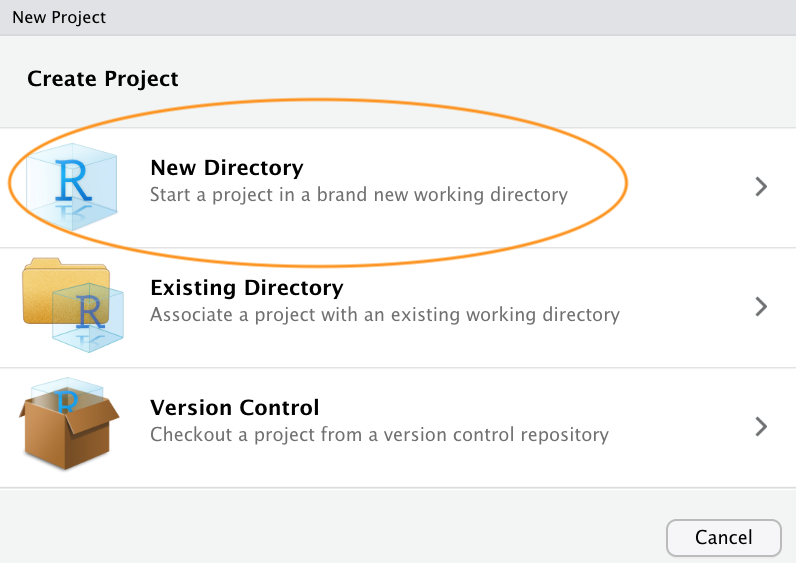 New Project
Create Project
R
New Directory
Start a project in a brand new working directory
R
Existing Directory
Associate a project with an existing working directory
R
Version Control
Checkout a project from a version control repository
Cancel